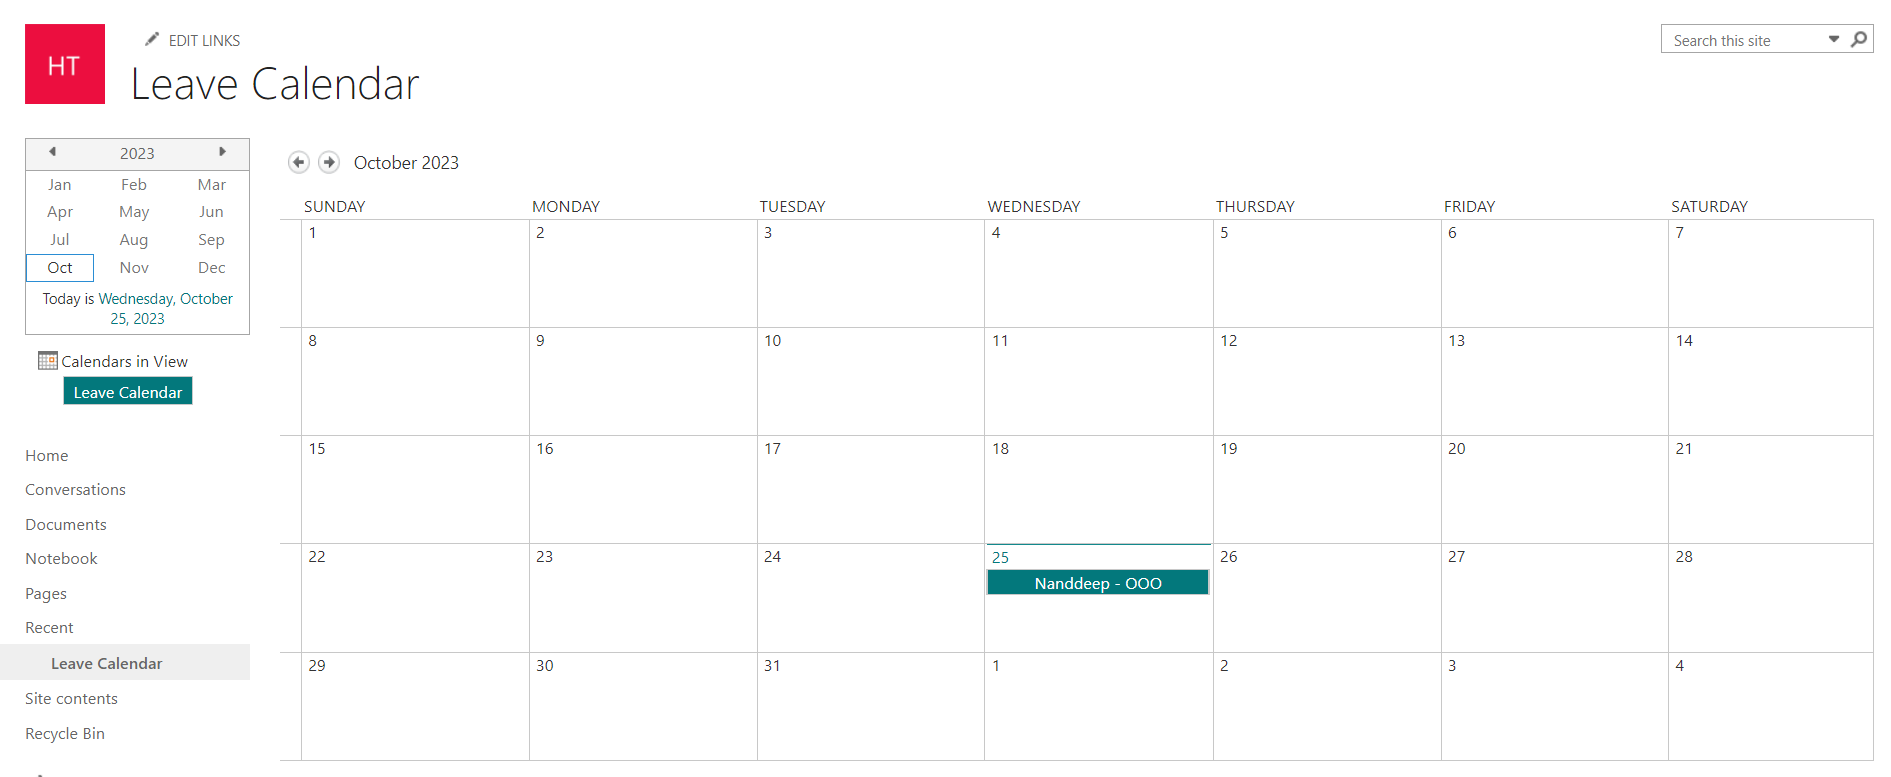 HT
EDIT LINKS
Search this site
Leave Calendar
2023
Jan Feb Mar
Apr May Jun
Jul Aug Sep
Oct Nov Dec
Today is Wednesday, October
25, 2023
Calendars in View
Leave Calendar
Home
Conversations
Documents
Notebook
Pages
Recent
Leave Calendar
Site contents
Recycle Bin
October 2023
SUNDAY MONDAY TUESDAY WEDNESDAY THURSDAY FRIDAY SATURDAY
1 2 3 4 5 6 7
8 9 10 11 12 13 14
15 16 17 18 19 20 21
22 23 24 25 26 27 28
Nanddeep - OOO
29 30 31 1 2 3 4